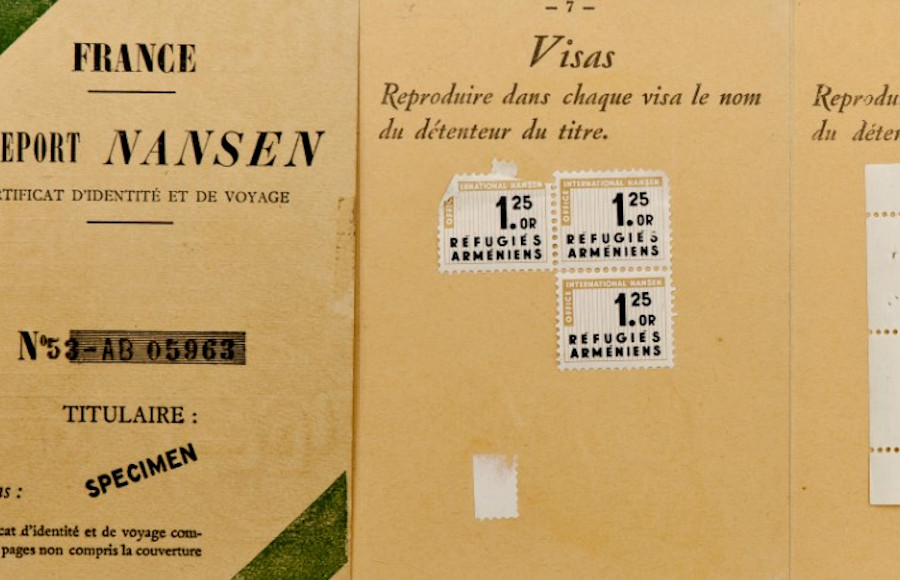 FRANCE
EPORT NANSEN
RTIFICAT D'IDENTITÉ ET DE VOYAGE
Nº 53-AB 05963
TITULAIRE :
SPECIMEN
ns :
cat d'identité et de voyage com-
pages non compris la couverture
— 7 —
Visas
Reproduire dans chaque visa le nom
du détenteur du titre.
INTERNATIONAL NANSEN
OFFICE
1.25 OR
RÉFUGIÉS
ARMÉNIENS
INTERNATIONAL NANSEN
OFFICE
1.25 OR
RÉFUGIÉS
ARMÉNIENS
OFFICE
INTERNATIONAL NANSEN
1.25 OR
RÉFUGIÉS
ARMÉNIENS
Reprodu
du déten